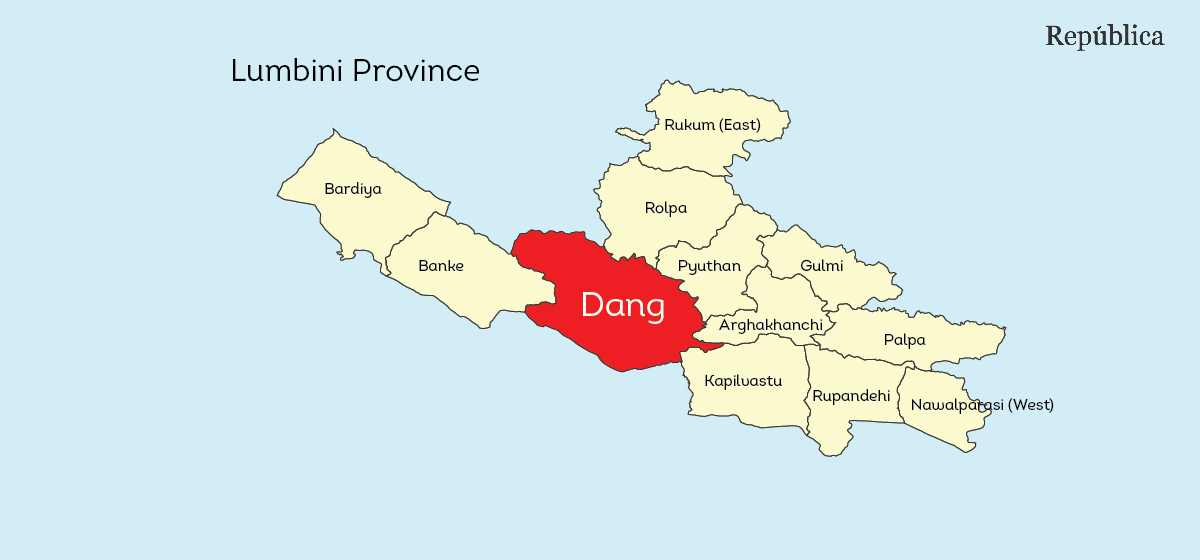 República
Lumbini Province
Rukum (East)
Bardiya
Rolpa
Banke
Pyuthan
Gulmi
Dang
Arghakhanchi
Palpa
Kapilvastu
Rupandehi
Nawalparasi (West)